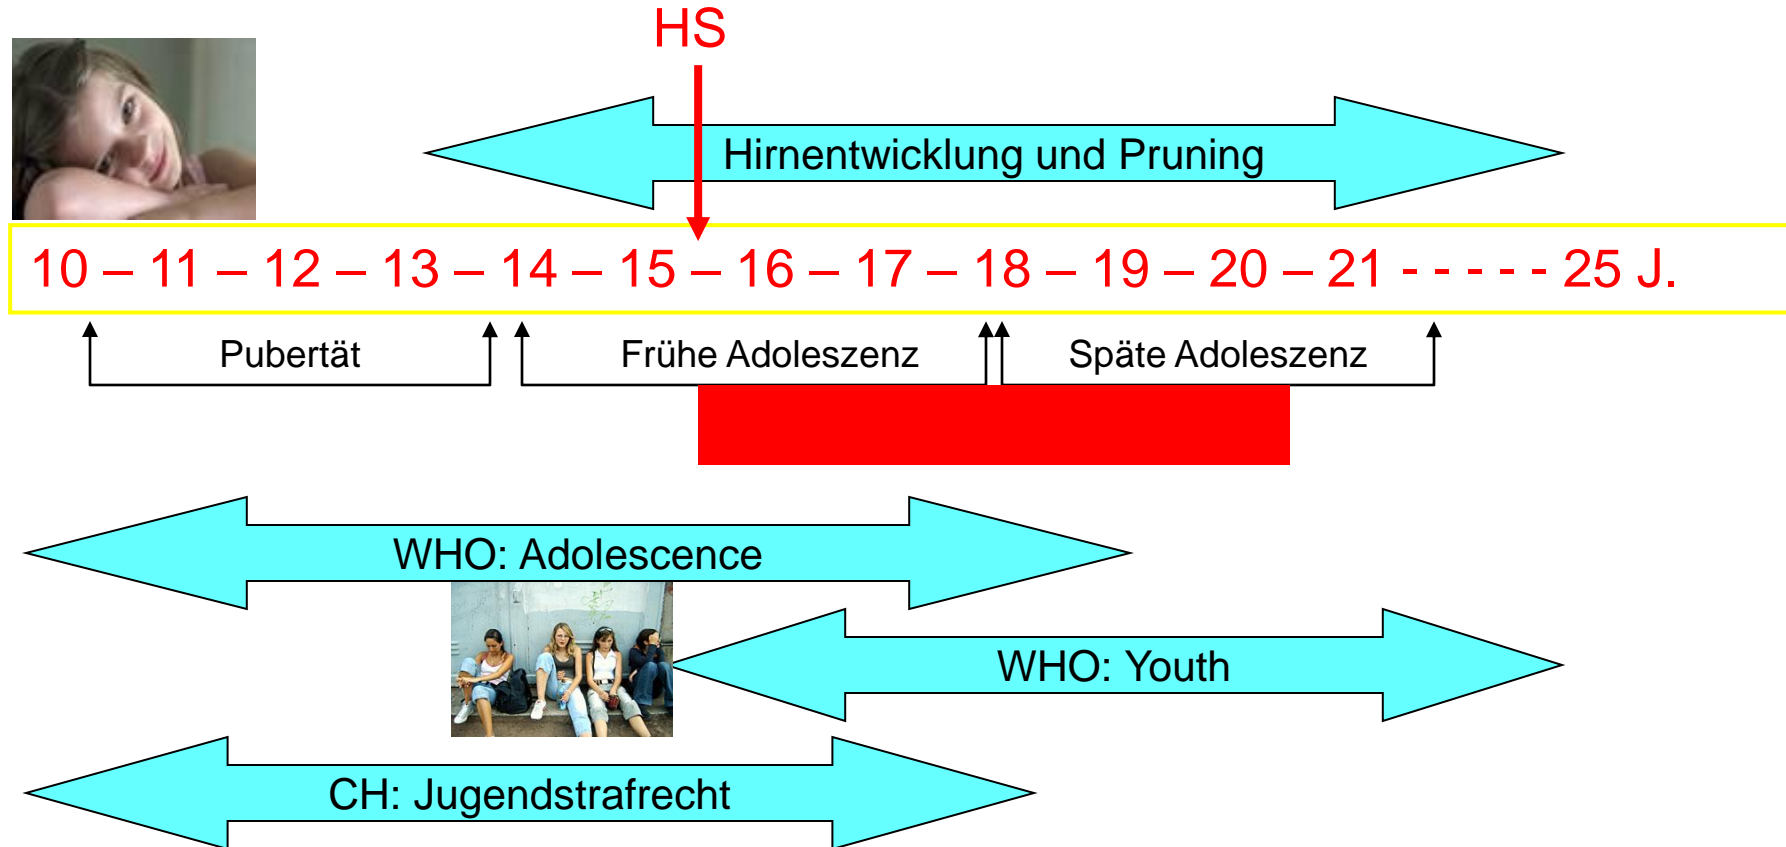 HS
Hirnentwicklung und Pruning
10 – 11 – 12 – 13 – 14 – 15 – 16 – 17 – 18 – 19 – 20 – 21 - - - - - 25 J.
Pubertät
Frühe Adoleszenz
Späte Adoleszenz
WHO: Adolescence
WHO: Youth
CH: Jugendstrafrecht